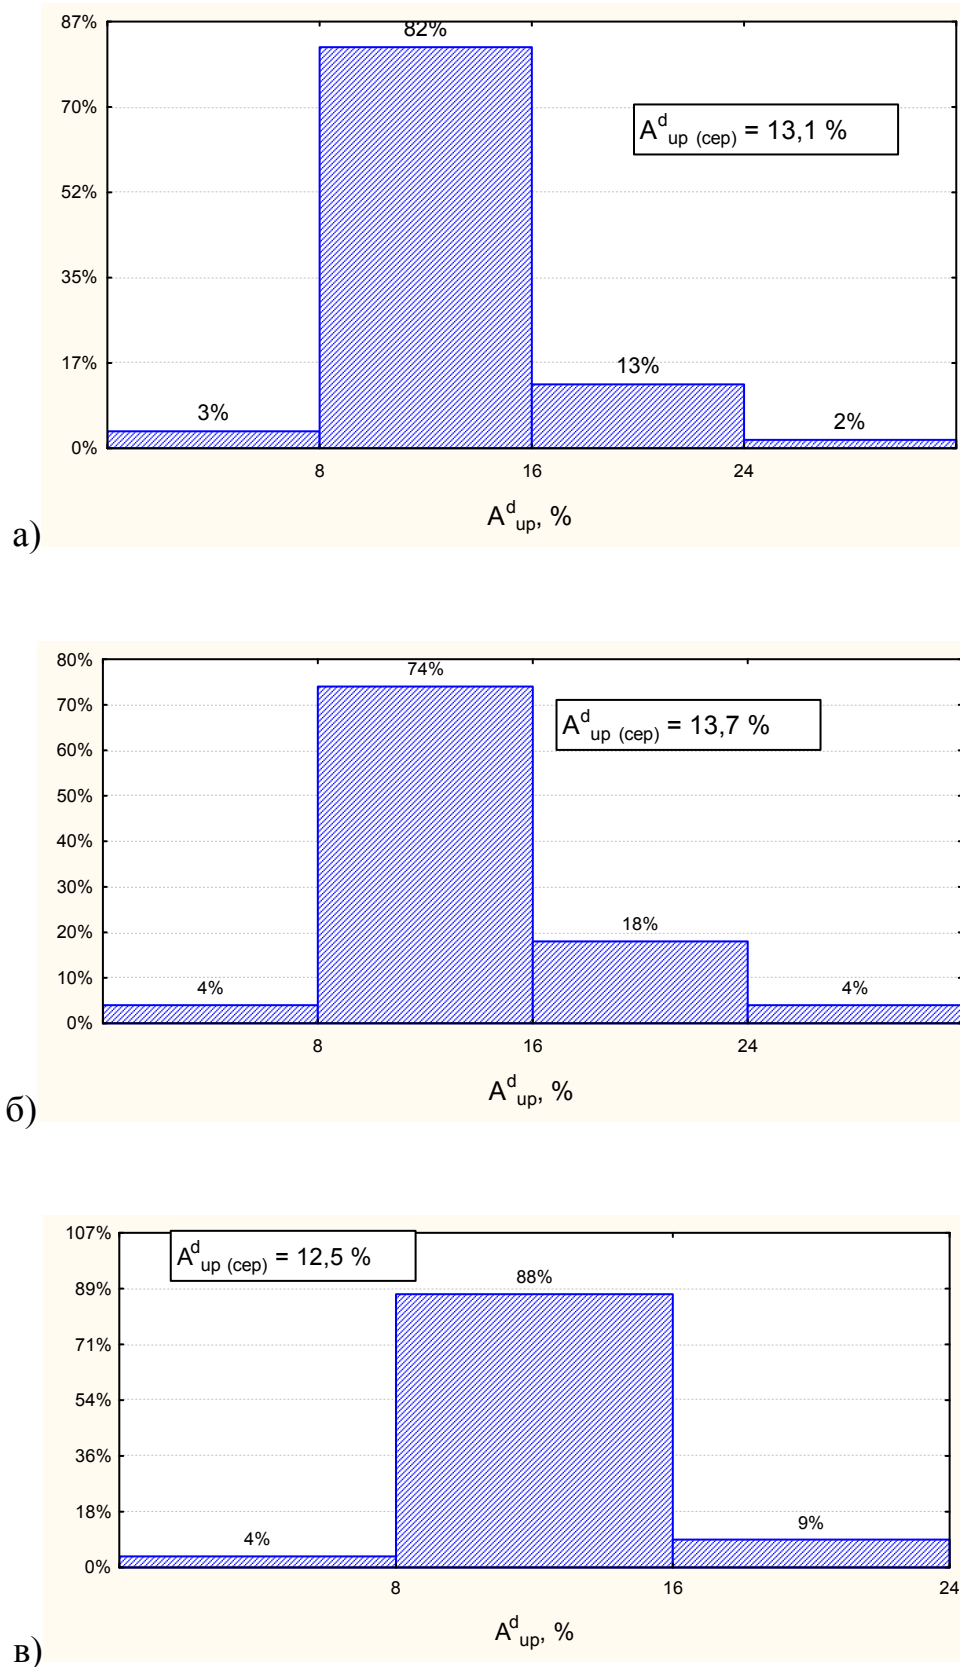 87%
82%
70%
A^d_up (сер) = 13,1 %
52%
35%
17%
13%
3%
2%
0%
8 16 24
A^d_up, %
а)
80%
74%
70%
A^d_up (сер) = 13,7 %
60%
50%
40%
30%
20%
18%
10%
4% 4%
0%
8 16 24
A^d_up, %
б)
107%
A^d_up (сер) = 12,5 %
89%
88%
71%
54%
36%
18%
9%
4%
0%
8 16 24
A^d_up, %
в)